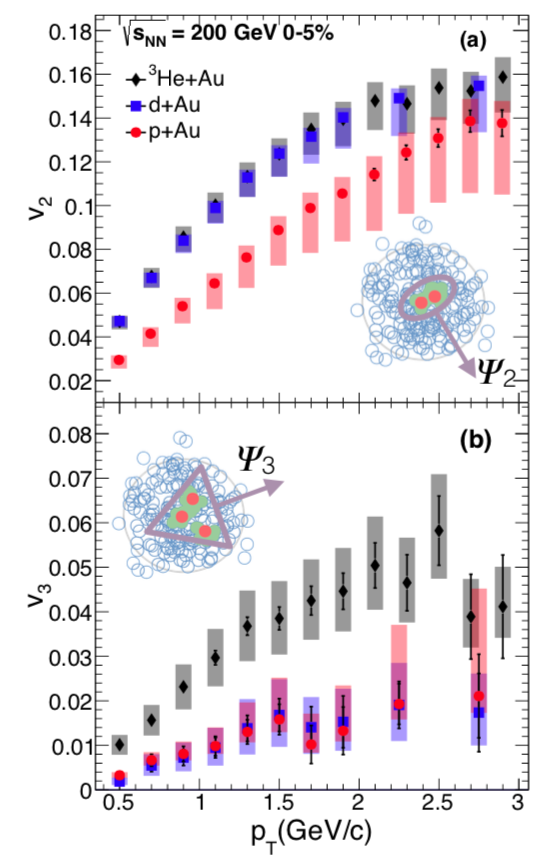 √s_NN = 200 GeV 0-5%
(a)
³He+Au
d+Au
p+Au
v₂
0.18
0.16
0.14
0.12
0.1
0.08
0.06
0.04
0.02
Ψ₂
(b)
Ψ₃
v₃
0.08
0.07
0.06
0.05
0.04
0.03
0.02
0.01
0
0.5 1 1.5 2 2.5 3
p_T(GeV/c)